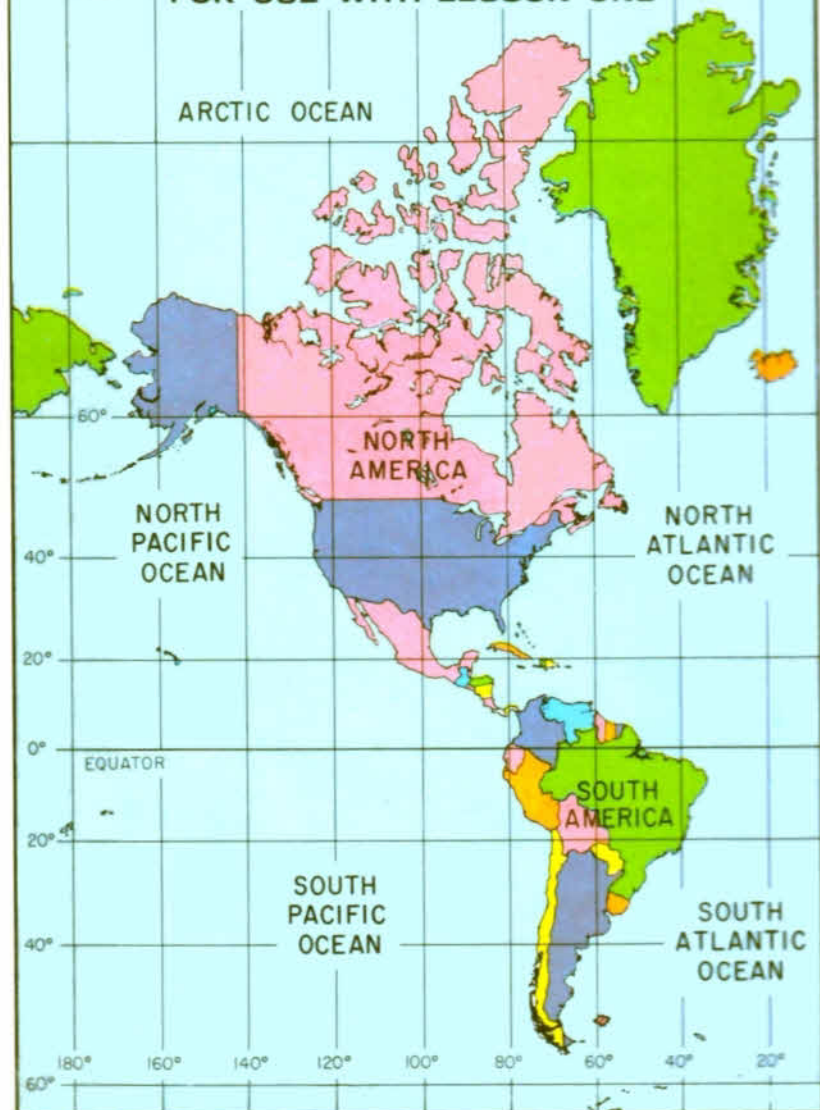 FOR USE WITH LESSON ONE
ARCTIC OCEAN
60°
NORTH
AMERICA
NORTH
PACIFIC
OCEAN
NORTH
ATLANTIC
OCEAN
40°
20°
0°
EQUATOR
SOUTH
AMERICA
20°
SOUTH
PACIFIC
OCEAN
SOUTH
ATLANTIC
OCEAN
40°
180° 160° 140° 120° 100° 80° 60° 40° 20°
60°